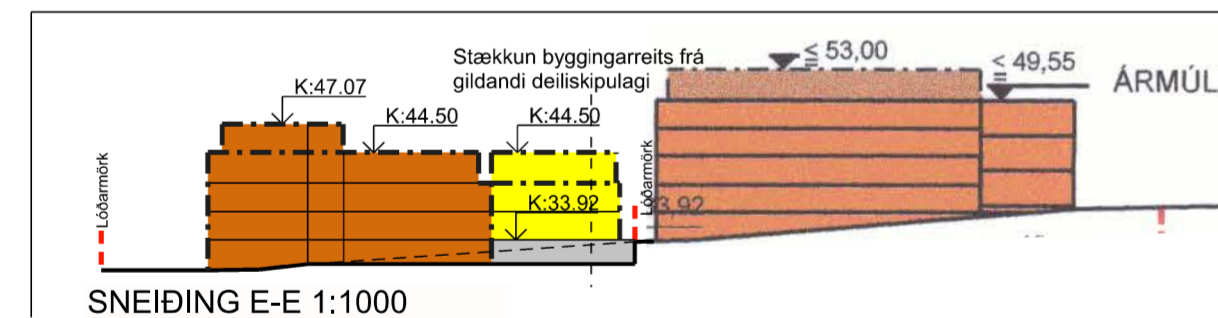 Stækkun byggingarreits frá
gildandi deiliskipulagi
≤ 53,00
≤ 49,55
ÁRMÚL
K:47.07
K:44.50
K:44.50
Lóðarmörk
Lóðarmörk
K:33.92
3,92
SNEIÐING E-E 1:1000